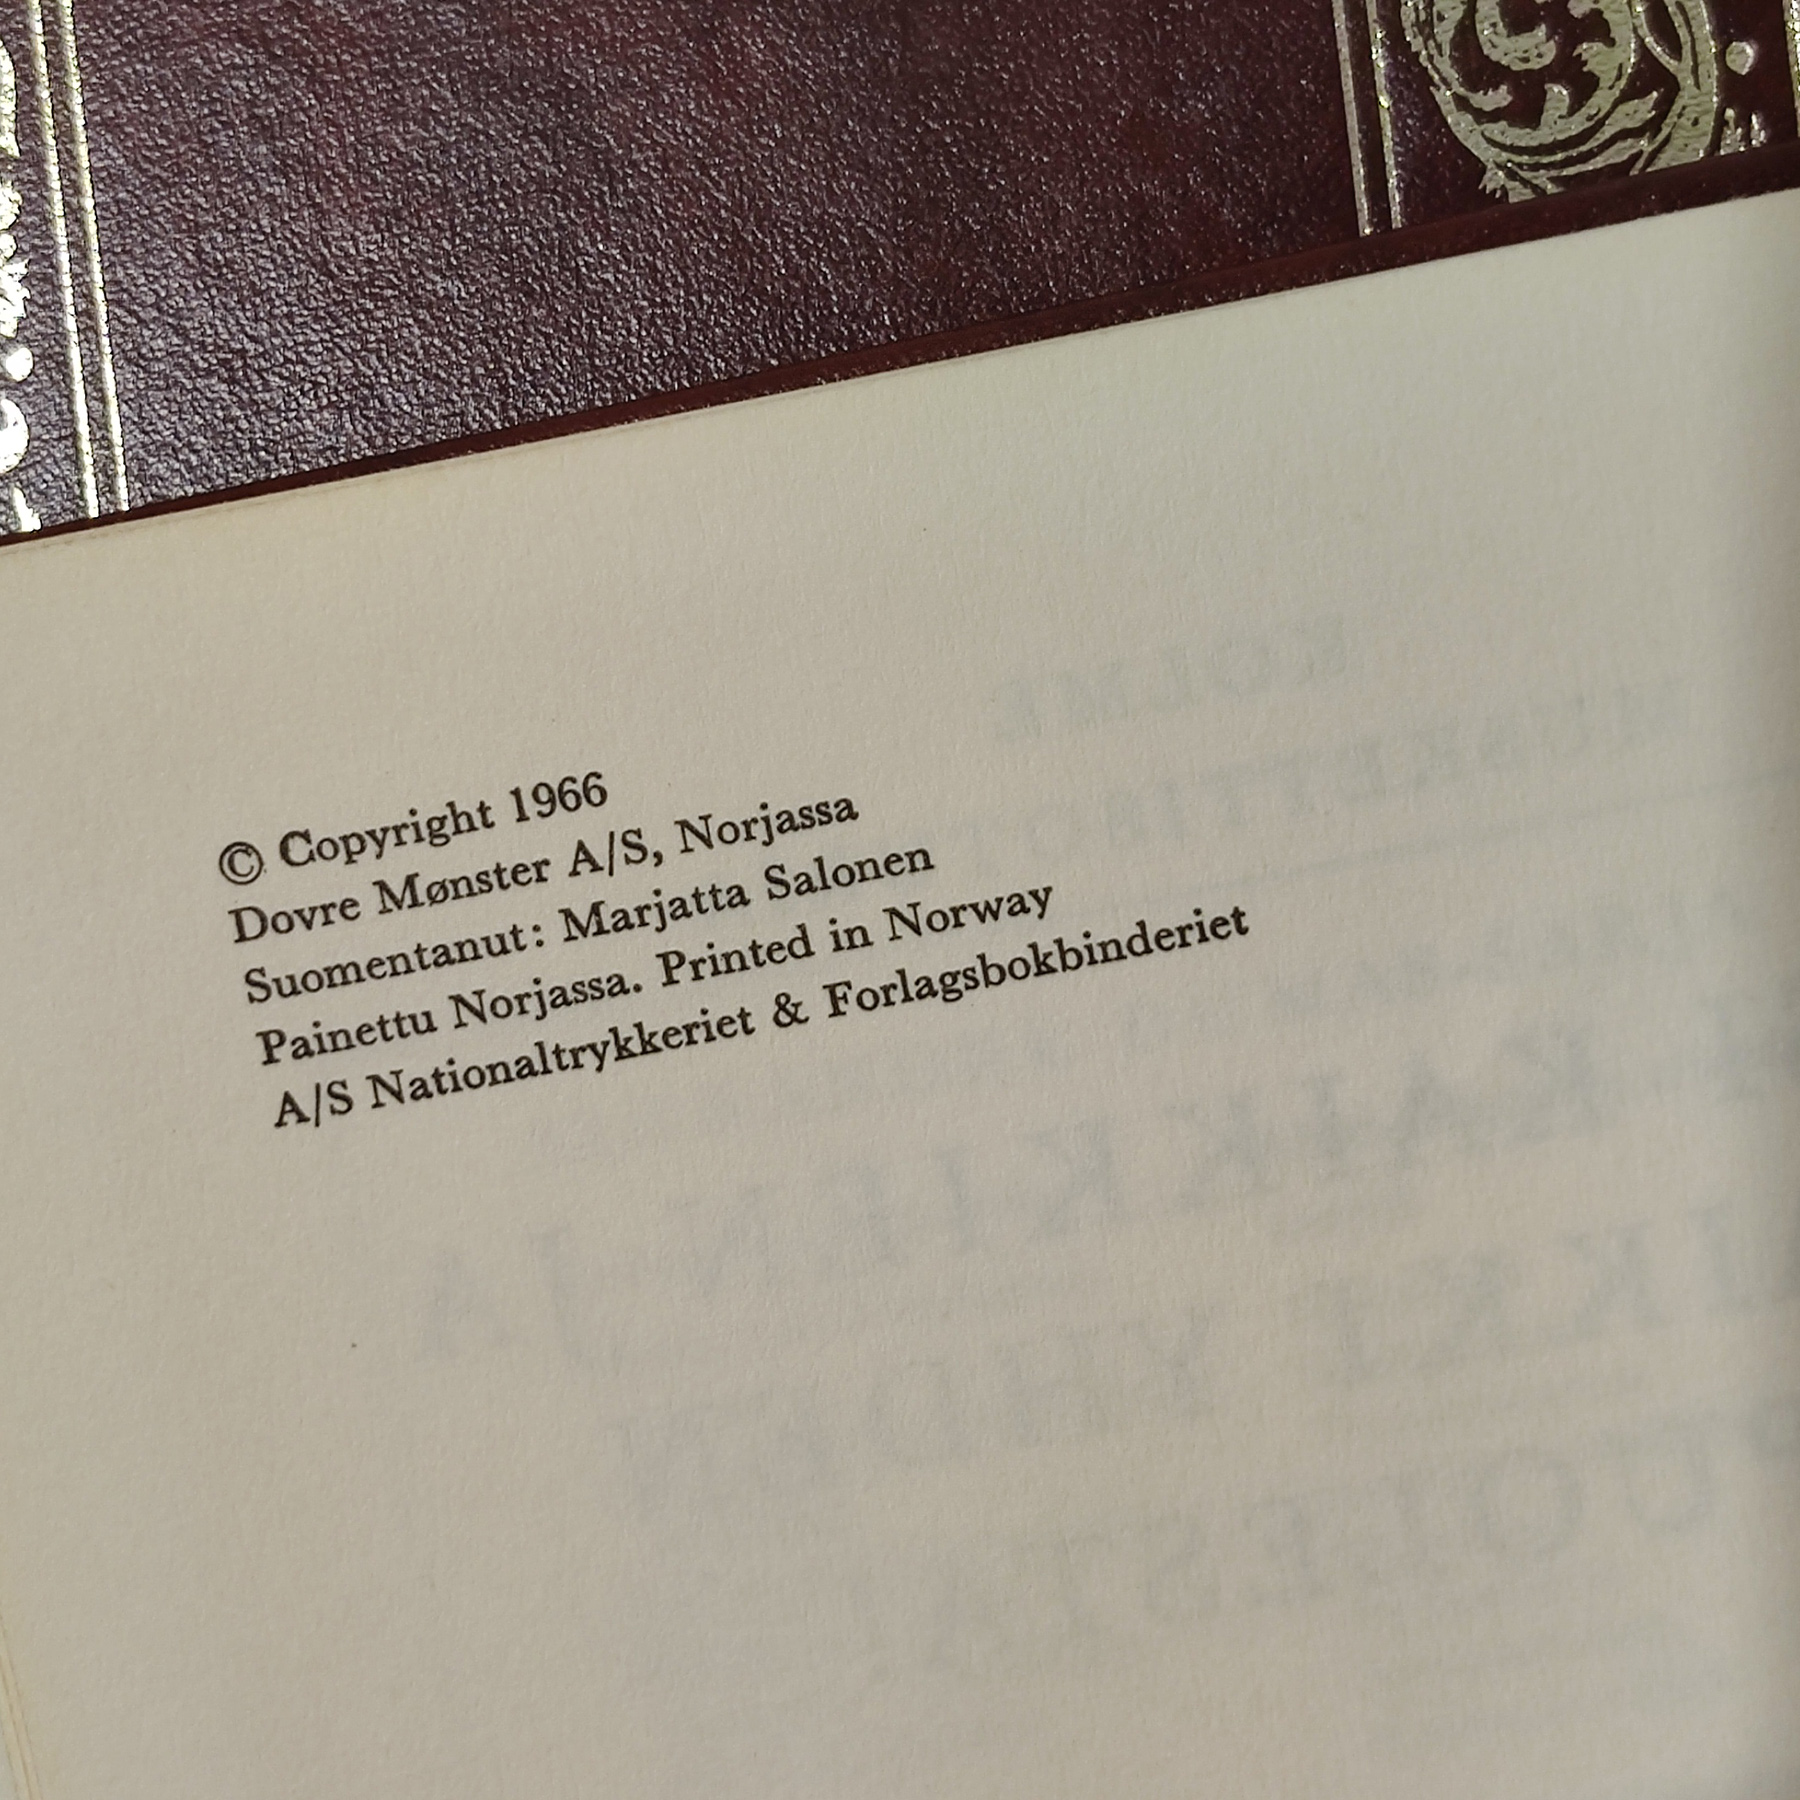 © Copyright 1966
Dovre Mønster A/S, Norjassa
Suomentanut: Marjatta Salonen
Painettu Norjassa. Printed in Norway
A/S Nationaltrykkeriet & Forlagsbokbinderiet